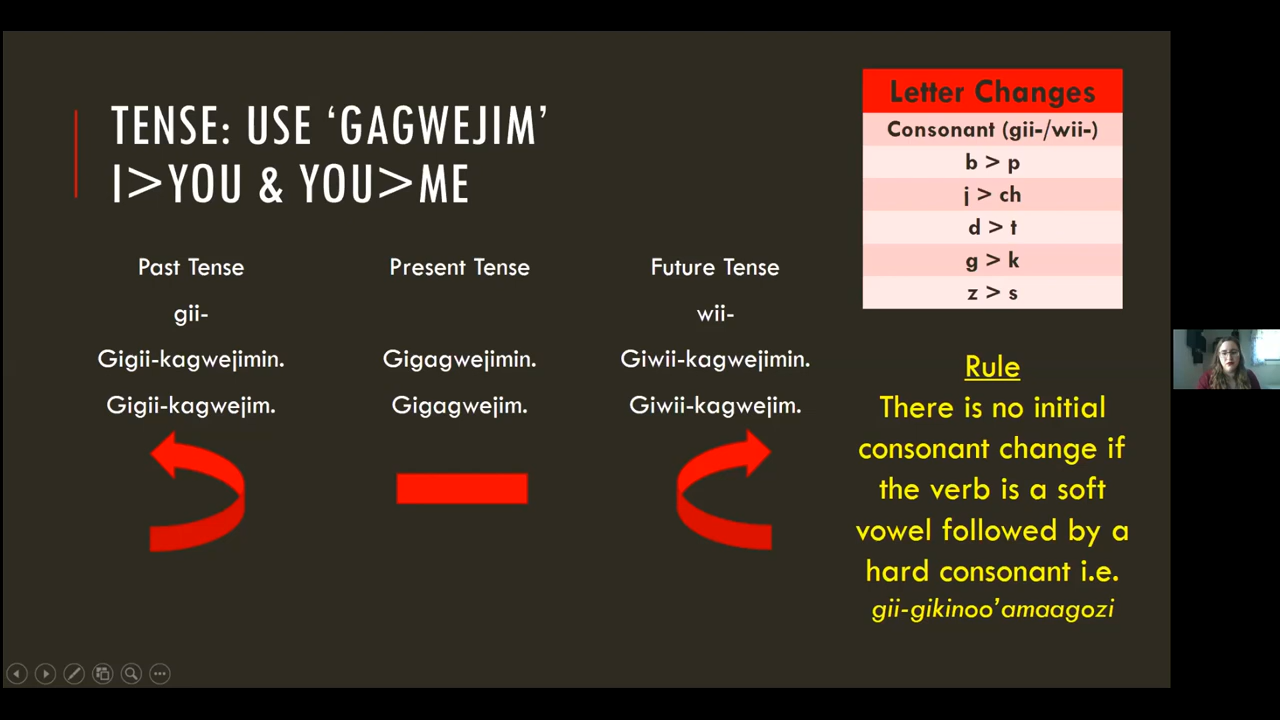 TENSE: USE ‘GAGWEJIM’
I>YOU & YOU>ME
Past Tense
gii-
Gigii-kagwejimin.
Gigii-kagwejim.
Present Tense
Gigagwejimin.
Gigagwejim.
Future Tense
wii-
Giwii-kagwejimin.
Giwii-kagwejim.
Letter Changes
Consonant (gii-/wii-)
b > p
j > ch
d > t
g > k
z > s
Rule
There is no initial
consonant change if
the verb is a soft
vowel followed by a
hard consonant i.e.
gii-gikinoo’amaagozi